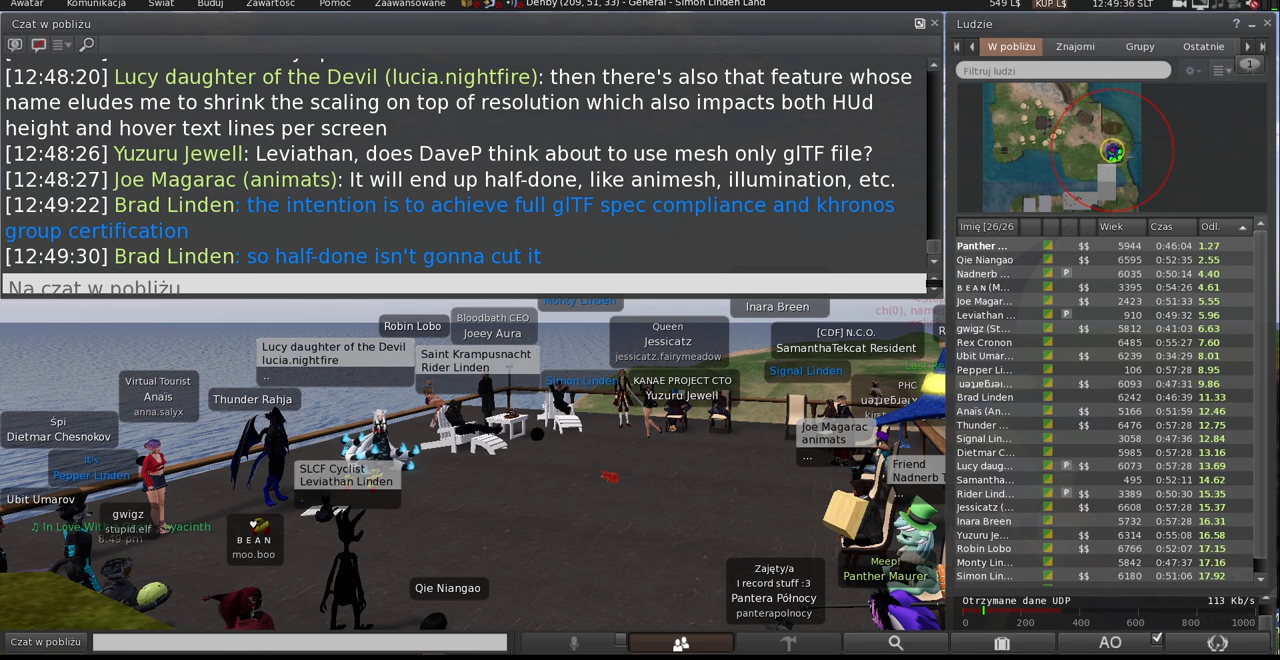 Awatar Komunikacja Świat Buduj Zawartość Pomoc Zaawansowane Denby (209, 51, 33) - General - Simon Linden Land 549 L$ KUP L$ 12:49:36 SLT
Czat w pobliżu
[12:48:20] Lucy daughter of the Devil (lucia.nightfire): then there's also that feature whose
name eludes me to shrink the scaling on top of resolution which also impacts both HUd
height and hover text lines per screen
[12:48:26] Yuzuru Jewell: Leviathan, does DaveP think about to use mesh only glTF file?
[12:48:27] Joe Magarac (animats): It will end up half-done, like animesh, illumination, etc.
[12:49:22] Brad Linden: the intention is to achieve full glTF spec compliance and khronos
group certification
[12:49:30] Brad Linden: so half-done isn't gonna cut it
Na czat w pobliżu
Monty Linden
Inara Breen
ch(0), name
Robin Lobo
Bloodbath CEO
Joeey Aura
Queen
Jessicatz
jessicatz.fairymeadow
[CDF] N.C.O.
SamanthaTekcat Resident
Lucy daughter of the Devil
lucia.nightfire
..
Saint Krampusnacht
Rider Linden
Signal Linden
Simon Linden
KANAE PROJECT CTO
Yuzuru Jewell
PHC
Virtual Tourist
Anaïs
anna.salyx
Thunder Rahja
Śpi
Dietmar Chesnokov
Joe Magarac
animats
...
It's
Pepper Linden
SLCF Cyclist
Leviathan Linden
Friend
Nadnerb T
...
Ubit Umarov
gwigz
stupid.elf
8:49 pm
♫ In Love With
yacinth
B E A N
moo.boo
Qie Niangao
Zajęty/a
I record stuff :3
Pantera Północy
panterapolnocy
Meep!
Panther Maurer
Czat w pobliżu
Ludzie
W pobliżu Znajomi Grupy Ostatnie
1
Filtruj ludzi
Imię [26/26 Wiek Czas Odl.
Panther ... $$ 5944 0:46:04 1.27
Qie Niangao $$ 6595 0:52:35 2.55
Nadnerb ... P 6035 0:50:14 4.40
B E A N (M... $$ 3395 0:54:26 4.61
Joe Magar... $$ 2423 0:51:33 5.55
Leviathan ... P 910 0:49:32 5.96
gwigz (St... $$ 5812 0:41:03 6.63
Rex Cronon 6485 0:55:27 7.60
Ubit Umar... $$ 6239 0:34:29 8.01
Pepper Li... 106 0:57:28 8.95
$$ 6093 0:47:31 9.86
Brad Linden 6242 0:46:39 11.33
Anaïs (An... $$ 5166 0:51:59 12.46
Thunder ... $$ 6476 0:57:28 12.75
Signal Lin... 3058 0:47:36 12.84
Dietmar C... 5985 0:57:28 13.16
Lucy daug... P $$ 6073 0:57:28 13.69
Samantha... 495 0:52:11 14.62
Rider Lind... P $$ 3389 0:50:30 15.35
Jessicatz (... $$ 6608 0:57:28 15.37
Inara Breen 5732 0:57:28 16.31
Yuzuru Je... $$ 6314 0:55:08 16.58
Robin Lobo $$ 6766 0:52:07 17.15
Monty Lin... 5842 0:47:37 17.16
Simon Lin... $$ 6180 0:51:06 17.92
Otrzymane dane UDP 113 Kb/s
0 200 400 600 800 1000
AO